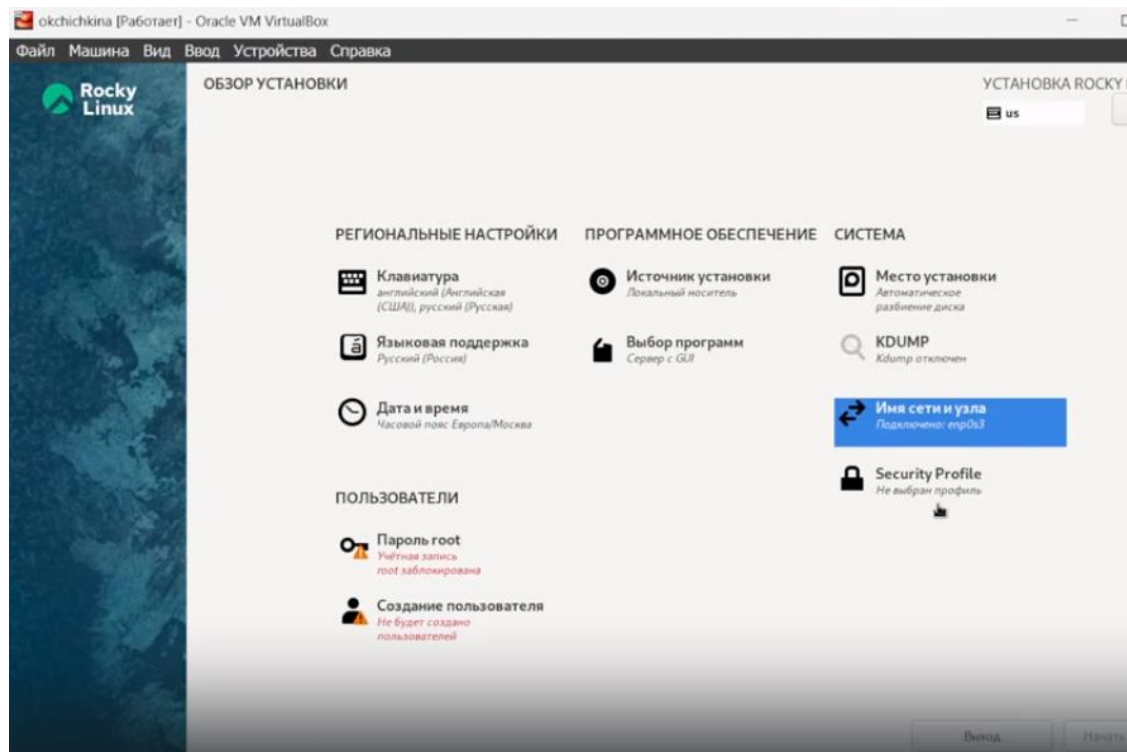 okchichkina [Работает] - Oracle VM VirtualBox
Файл Машина Вид Ввод Устройства Справка
Rocky
Linux
ОБЗОР УСТАНОВКИ
УСТАНОВКА ROCKY
us
РЕГИОНАЛЬНЫЕ НАСТРОЙКИ
Клавиатура
английский (Английская
(США)), русский (Русская)
Языковая поддержка
Русский (Россия)
Дата и время
Часовой пояс Европа/Москва
ПРОГРАММНОЕ ОБЕСПЕЧЕНИЕ
Источник установки
Локальный носитель
Выбор программ
Сервер с GUI
СИСТЕМА
Место установки
Автоматическое
разбиение диска
KDUMP
Kdump отключен
Имя сети и узла
Подключено: enp0s3
Security Profile
Не выбран профиль
ПОЛЬЗОВАТЕЛИ
Пароль root
Учётная запись
root заблокирована
Создание пользователя
Не будет создано
пользователей
Выход
Начать